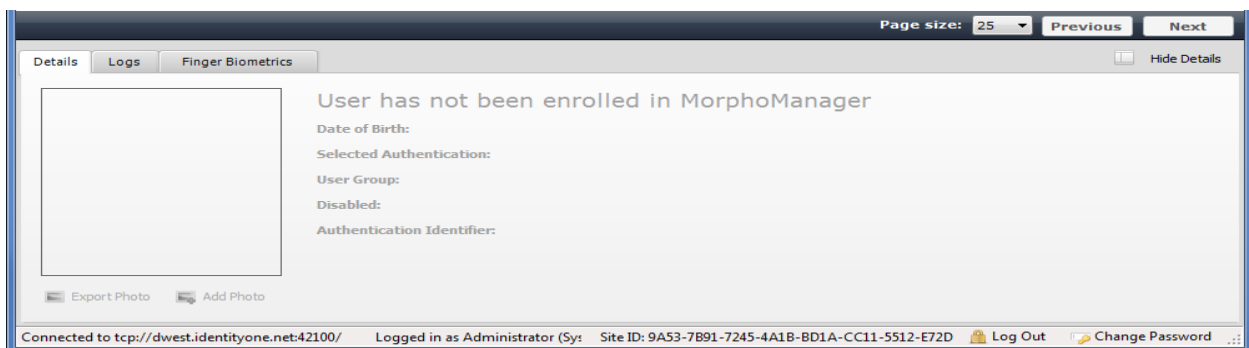 Page size: 25 Previous Next
Details Logs Finger Biometrics Hide Details
User has not been enrolled in MorphoManager
Date of Birth:
Selected Authentication:
User Group:
Disabled:
Authentication Identifier:
Export Photo Add Photo
Connected to tcp://dwest.identityone.net:42100/ Logged in as Administrator (Sys Site ID: 9A53-7B91-7245-4A1B-BD1A-CC11-5512-E72D Log Out Change Password